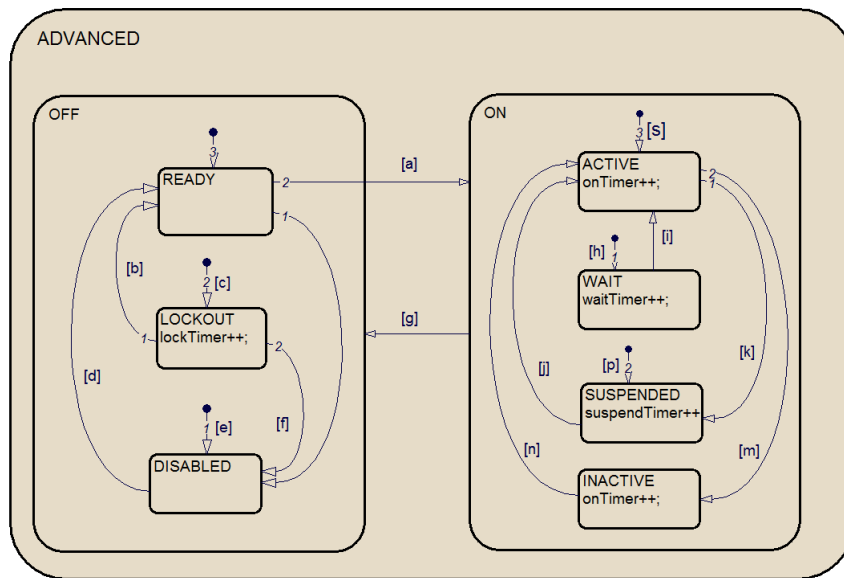 ADVANCED
OFF
3
READY
2
1
[b]
2 [c]
LOCKOUT
lockTimer++;
1
2
[d]
[f]
1 [e]
DISABLED
[a]
[g]
ON
3 [s]
ACTIVE
onTimer++;
2
1
[i]
[h] 1
WAIT
waitTimer++;
[k]
[j]
[p] 2
SUSPENDED
suspendTimer++
[n]
[m]
INACTIVE
onTimer++;